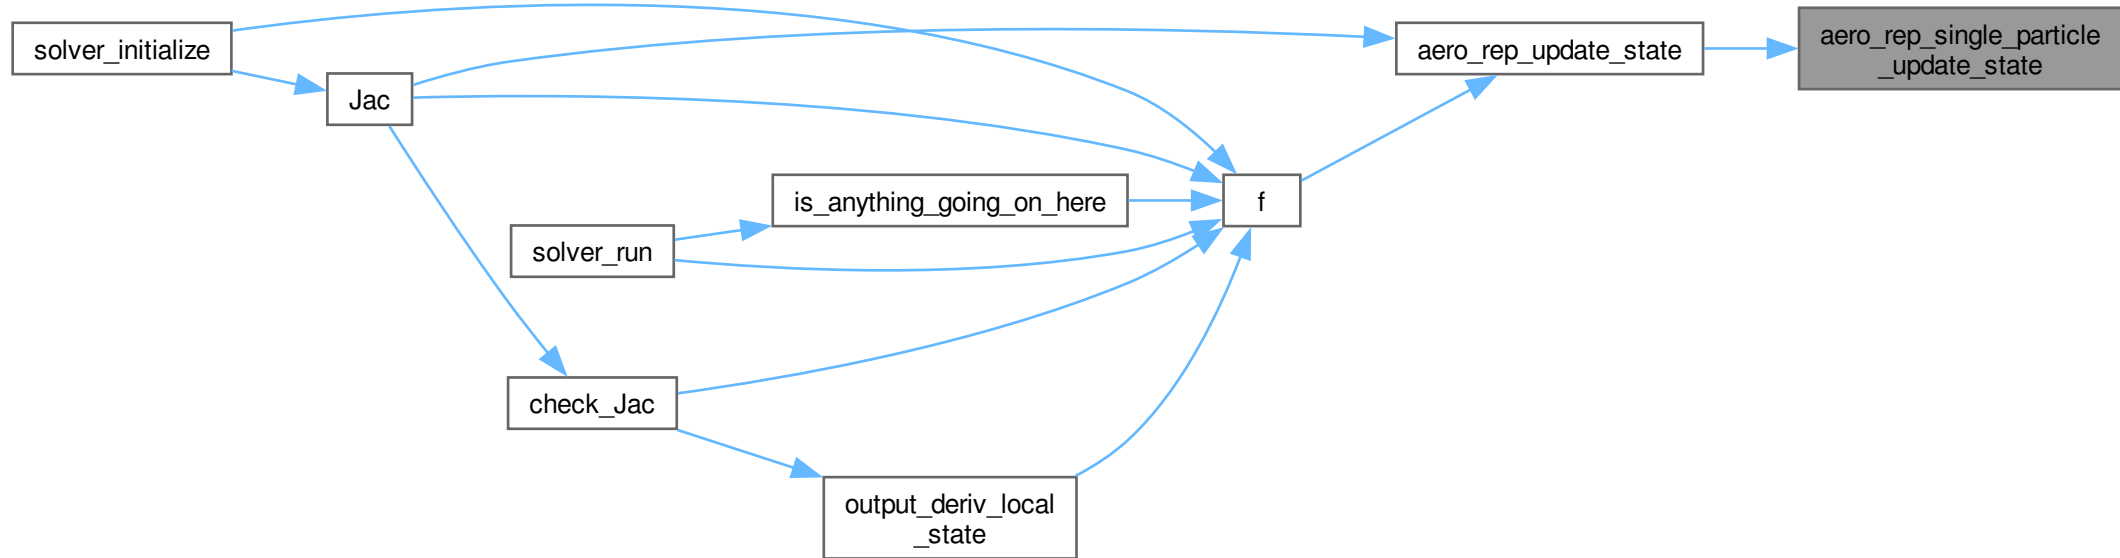 solver_initialize
Jac
aero_rep_update_state
aero_rep_single_particle
_update_state
is_anything_going_on_here
f
solver_run
check_Jac
output_deriv_local
_state